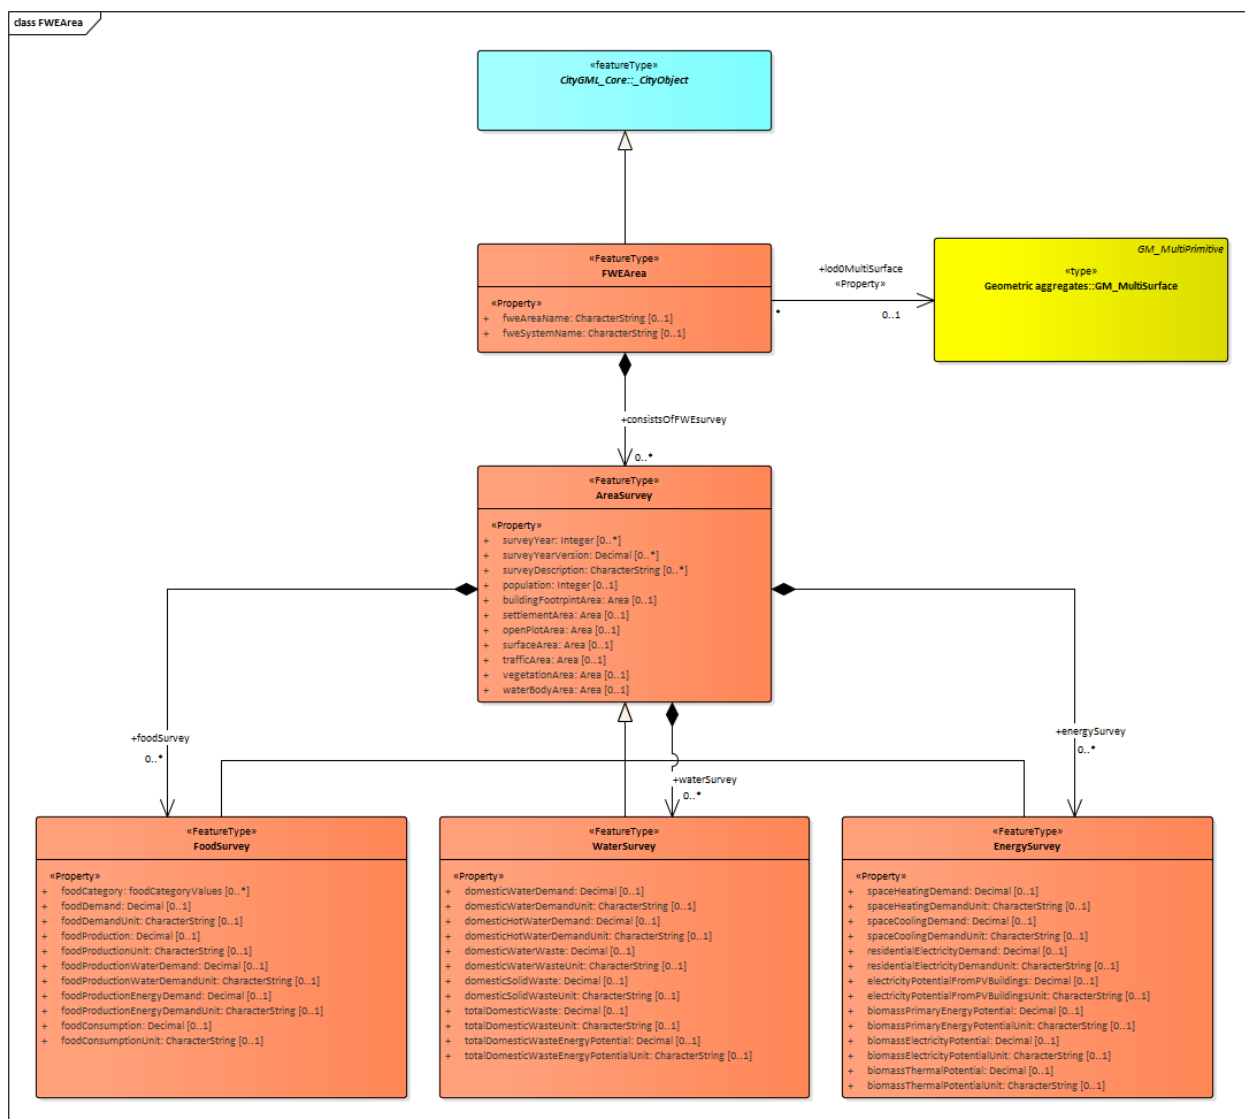 class FWEArea
«featureType»
CityGML_Core::_CityObject
«FeatureType»
FWEArea
«Property»
+ fweAreaName: CharacterString [0..1]
+ fweSystemName: CharacterString [0..1]
+lod0MultiSurface
«Property»
*
0..1
GM_MultiPrimitive
«type»
Geometric aggregates::GM_MultiSurface
+consistsOfFWEsurvey
0..*
«FeatureType»
AreaSurvey
«Property»
+ surveyYear: Integer [0..*]
+ surveyYearVersion: Decimal [0..*]
+ surveyDescription: CharacterString [0..*]
+ population: Integer [0..1]
+ buildingFootrpintArea: Area [0..1]
+ settlementArea: Area [0..1]
+ openPlotArea: Area [0..1]
+ surfaceArea: Area [0..1]
+ trafficArea: Area [0..1]
+ vegetationArea: Area [0..1]
+ waterBodyArea: Area [0..1]
+foodSurvey
0..*
+waterSurvey
0..*
+energySurvey
0..*
«FeatureType»
FoodSurvey
«Property»
+ foodCategory: foodCategoryValues [0..*]
+ foodDemand: Decimal [0..1]
+ foodDemandUnit: CharacterString [0..1]
+ foodProduction: Decimal [0..1]
+ foodProductionUnit: CharacterString [0..1]
+ foodProductionWaterDemand: Decimal [0..1]
+ foodProductionWaterDemandUnit: CharacterString [0..1]
+ foodProductionEnergyDemand: Decimal [0..1]
+ foodProductionEnergyDemandUnit: CharacterString [0..1]
+ foodConsumption: Decimal [0..1]
+ foodConsumptionUnit: CharacterString [0..1]
«FeatureType»
WaterSurvey
«Property»
+ domesticWaterDemand: Decimal [0..1]
+ domesticWaterDemandUnit: CharacterString [0..1]
+ domesticHotWaterDemand: Decimal [0..1]
+ domesticHotWaterDemandUnit: CharacterString [0..1]
+ domesticWaterWaste: Decimal [0..1]
+ domesticWaterWasteUnit: CharacterString [0..1]
+ domesticSolidWaste: Decimal [0..1]
+ domesticSolidWasteUnit: CharacterString [0..1]
+ totalDomesticWaste: Decimal [0..1]
+ totalDomesticWasteUnit: CharacterString [0..1]
+ totalDomesticWasteEnergyPotential: Decimal [0..1]
+ totalDomesticWasteEnergyPotentialUnit: CharacterString [0..1]
«FeatureType»
EnergySurvey
«Property»
+ spaceHeatingDemand: Decimal [0..1]
+ spaceHeatingDemandUnit: CharacterString [0..1]
+ spaceCoolingDemand: Decimal [0..1]
+ spaceCoolingDemandUnit: CharacterString [0..1]
+ residentialElectricityDemand: Decimal [0..1]
+ residentialElectricityDemandUnit: CharacterString [0..1]
+ electricityPotentialFromPVBuildings: Decimal [0..1]
+ electricityPotentialFromPVBuildingsUnit: CharacterString [0..1]
+ biomassPrimaryEnergyPotential: Decimal [0..1]
+ biomassPrimaryEnergyPotentialUnit: CharacterString [0..1]
+ biomassElectricityPotential: Decimal [0..1]
+ biomassElectricityPotentialUnit: CharacterString [0..1]
+ biomassThermalPotential: Decimal [0..1]
+ biomassThermalPotentialUnit: CharacterString [0..1]